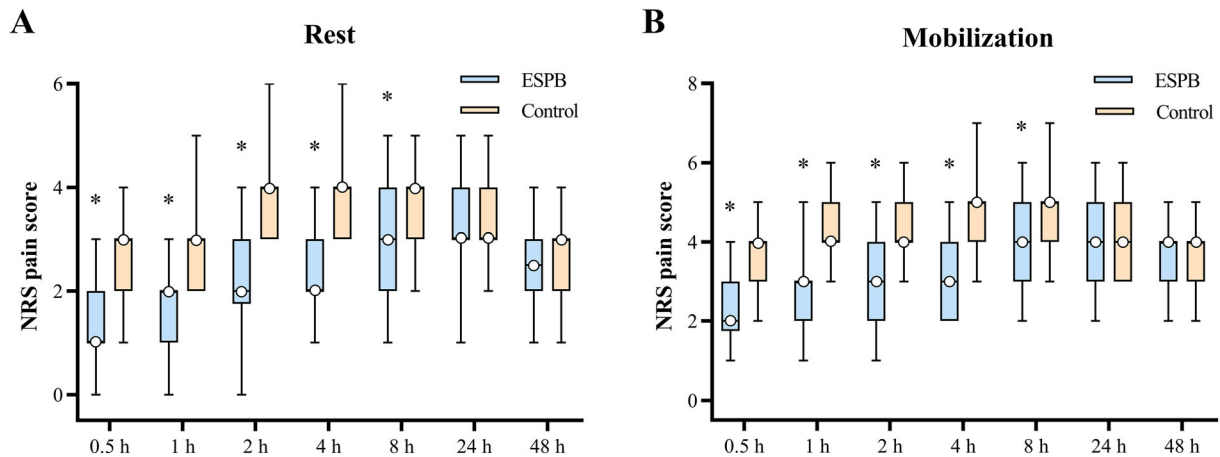 A
Rest
ESPB
Control
NRS pain score
6
4
2
0
*
*
*
*
*
0.5 h
1 h
2 h
4 h
8 h
24 h
48 h
B
Mobilization
ESPB
Control
NRS pain score
8
6
4
2
0
*
*
*
*
*
0.5 h
1 h
2 h
4 h
8 h
24 h
48 h